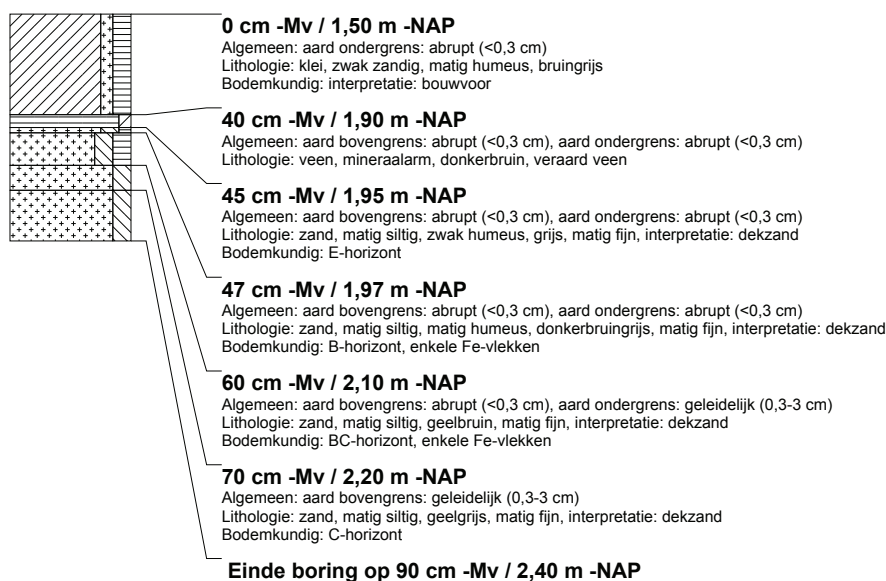 0 cm -Mv / 1,50 m -NAP
Algemeen: aard ondergrens: abrupt (<0,3 cm)
Lithologie: klei, zwak zandig, matig humeus, bruingrijs
Bodemkundig: interpretatie: bouwvoor
40 cm -Mv / 1,90 m -NAP
Algemeen: aard bovengrens: abrupt (<0,3 cm), aard ondergrens: abrupt (<0,3 cm)
Lithologie: veen, mineraalarm, donkerbruin, veraard veen
45 cm -Mv / 1,95 m -NAP
Algemeen: aard bovengrens: abrupt (<0,3 cm), aard ondergrens: abrupt (<0,3 cm)
Lithologie: zand, matig siltig, zwak humeus, grijs, matig fijn, interpretatie: dekzand
Bodemkundig: E-horizont
47 cm -Mv / 1,97 m -NAP
Algemeen: aard bovengrens: abrupt (<0,3 cm), aard ondergrens: abrupt (<0,3 cm)
Lithologie: zand, matig siltig, matig humeus, donkerbruingrijs, matig fijn, interpretatie: dekzand
Bodemkundig: B-horizont, enkele Fe-vlekken
60 cm -Mv / 2,10 m -NAP
Algemeen: aard bovengrens: abrupt (<0,3 cm), aard ondergrens: geleidelijk (0,3-3 cm)
Lithologie: zand, matig siltig, geelbruin, matig fijn, interpretatie: dekzand
Bodemkundig: BC-horizont, enkele Fe-vlekken
70 cm -Mv / 2,20 m -NAP
Algemeen: aard bovengrens: geleidelijk (0,3-3 cm)
Lithologie: zand, matig siltig, geelgrijs, matig fijn, interpretatie: dekzand
Bodemkundig: C-horizont
Einde boring op 90 cm -Mv / 2,40 m -NAP